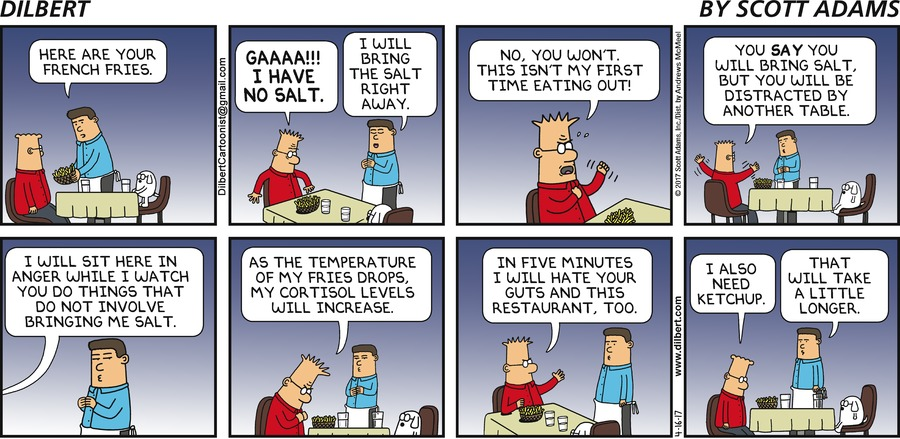 DILBERT
BY SCOTT ADAMS
HERE ARE YOUR
FRENCH FRIES.
DilbertCartoonist@gmail.com
GAAAA!!!
I HAVE
NO SALT.
I WILL
BRING
THE SALT
RIGHT
AWAY.
NO, YOU WON'T.
THIS ISN'T MY FIRST
TIME EATING OUT!
© 2017 Scott Adams, Inc./Dist. by Andrews McMeel
YOU SAY YOU
WILL BRING SALT,
BUT YOU WILL BE
DISTRACTED BY
ANOTHER TABLE.
I WILL SIT HERE IN
ANGER WHILE I WATCH
YOU DO THINGS THAT
DO NOT INVOLVE
BRINGING ME SALT.
AS THE TEMPERATURE
OF MY FRIES DROPS,
MY CORTISOL LEVELS
WILL INCREASE.
IN FIVE MINUTES
I WILL HATE YOUR
GUTS AND THIS
RESTAURANT, TOO.
4-16-17
www.dilbert.com
I ALSO
NEED
KETCHUP.
THAT
WILL TAKE
A LITTLE
LONGER.